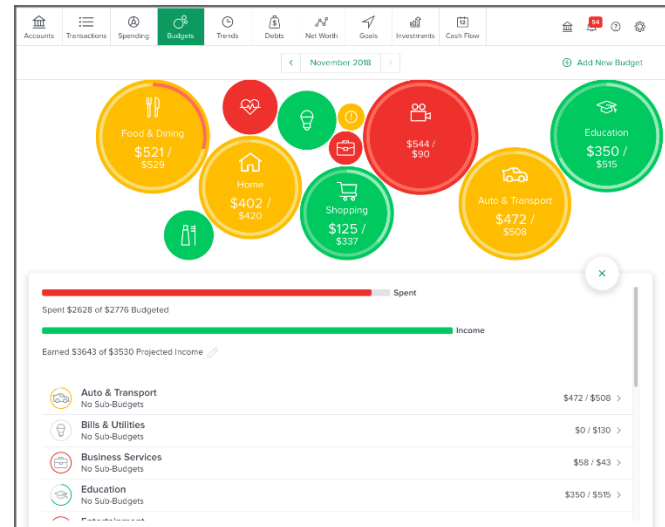 Accounts
Transactions
Spending
Budgets
Trends
Debts
Net Worth
Goals
Investments
Cash Flow
12
54
November 2018
Add New Budget
Food & Dining
$521 /
$529
Home
$402 /
$420
Shopping
$125 /
$337
$544 /
$90
Auto & Transport
$472 /
$508
Education
$350 /
$515
Spent
Spent $2628 of $2776 Budgeted
Income
Earned $3643 of $3530 Projected Income
Auto & Transport
No Sub-Budgets
$472 / $508
Bills & Utilities
No Sub-Budgets
$0 / $130
Business Services
No Sub-Budgets
$58 / $43
Education
No Sub-Budgets
$350 / $515
Entertainment